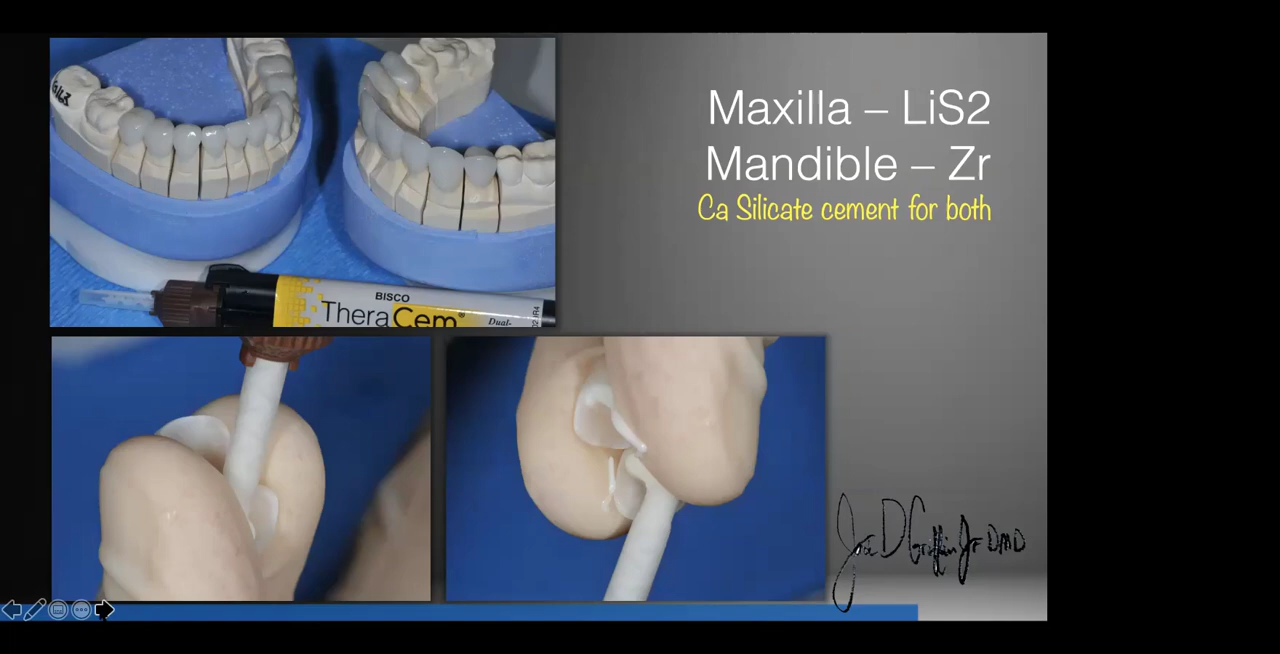 Maxilla – LiS2
Mandible – Zr
Ca Silicate cement for both
BISCO
TheraCem®
Dual-